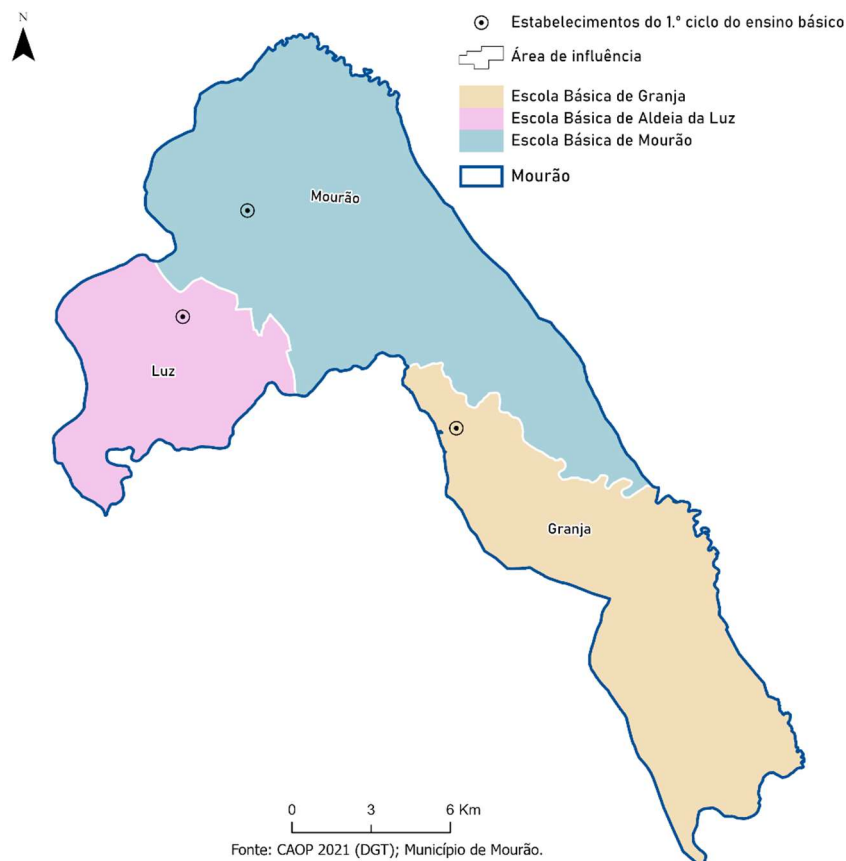 N
Estabelecimentos do 1.º ciclo do ensino básico
Área de influência
Escola Básica de Granja
Escola Básica de Aldeia da Luz
Escola Básica de Mourão
Mourão
Mourão
Luz
Granja
0 3 6 Km
Fonte: CAOP 2021 (DGT); Município de Mourão.